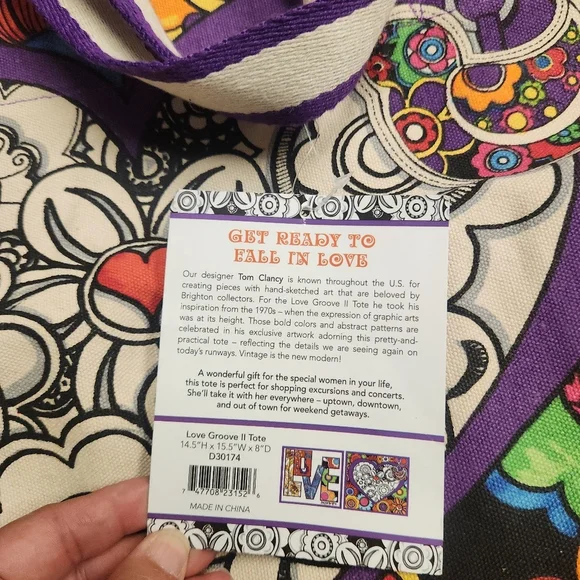 GET READY TO
FALL IN LOVE
Our designer Tom Clancy is known throughout the U.S. for
creating pieces with hand-sketched art that are beloved by
Brighton collectors. For the Love Groove II Tote he took his
inspiration from the 1970s – when the expression of graphic arts
was at its height. Those bold colors and abstract patterns are
celebrated in his exclusive artwork adorning this pretty-and-
practical tote – reflecting the details we are seeing again on
today's runways. Vintage is the new modern!
A wonderful gift for the special women in your life,
this tote is perfect for shopping excursions and concerts.
She'll take it with her everywhere – uptown, downtown,
and out of town for weekend getaways.
Love Groove II Tote
14.5"H x 15.5"W x 8"D
D30174
7 47708 23152 6
MADE IN CHINA
LOVE